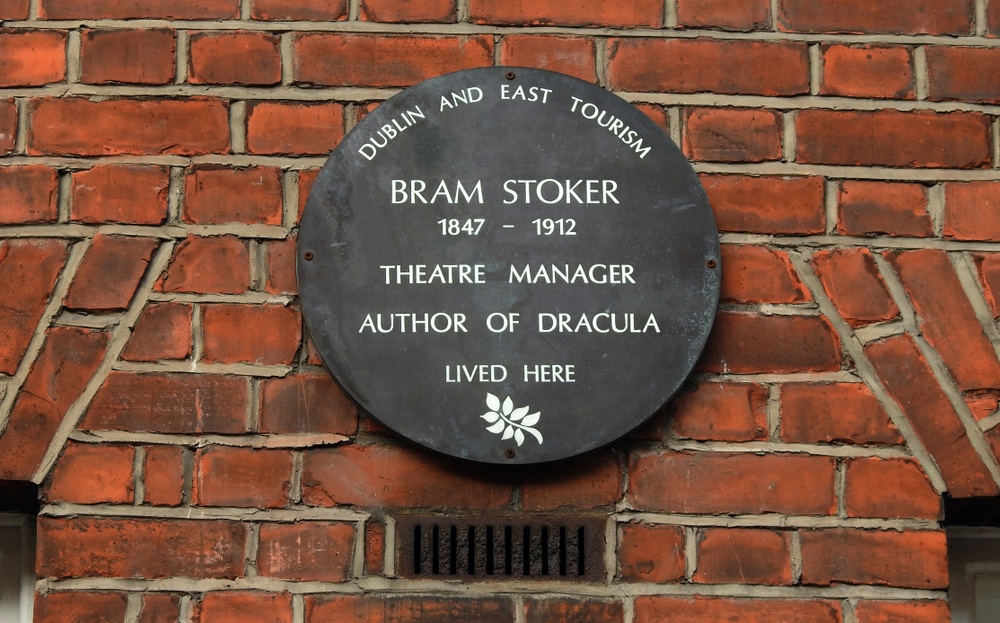 DUBLIN AND EAST TOURISM
BRAM STOKER
1847 – 1912
THEATRE MANAGER
AUTHOR OF DRACULA
LIVED HERE